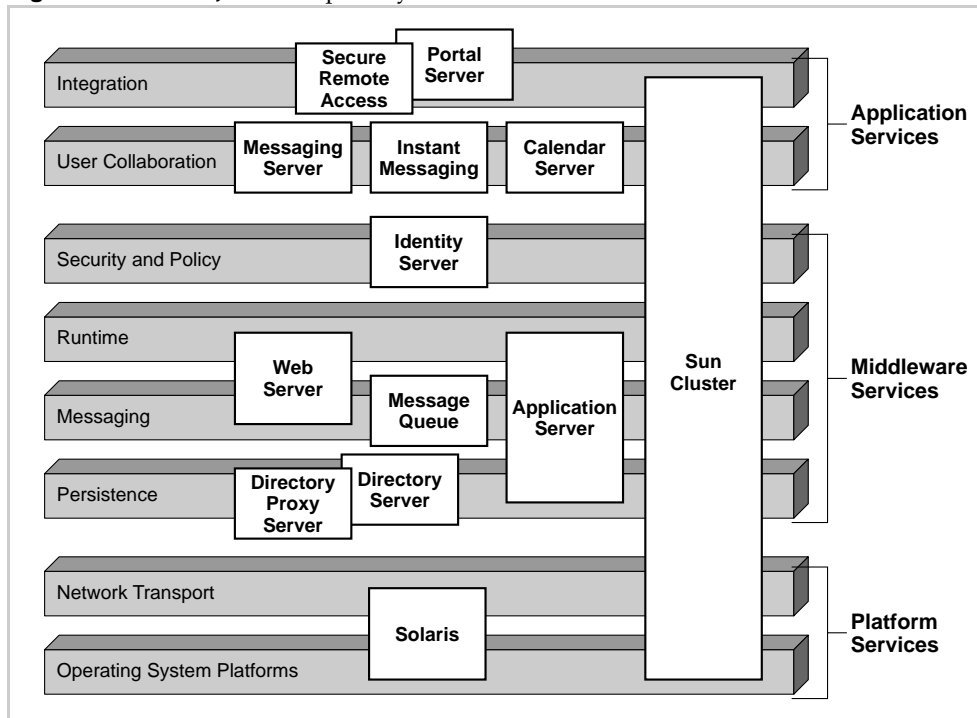 Integration
Secure
Remote
Access
Portal
Server
User Collaboration
Messaging
Server
Instant
Messaging
Calendar
Server
Application
Services
Security and Policy
Identity
Server
Runtime
Web
Server
Messaging
Message
Queue
Application
Server
Sun
Cluster
Middleware
Services
Persistence
Directory
Proxy
Server
Directory
Server
Network Transport
Solaris
Operating System Platforms
Platform
Services